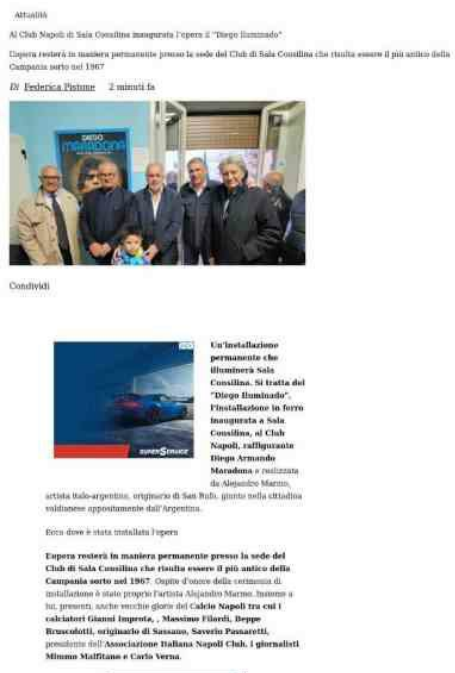 Attualità
Al Club Napoli di Sala Consilina inaugurata l'opera il "Diego Iluminado"
L'opera resterà in maniera permanente presso la sede del Club di Sala Consilina che risulta essere il più antico della
Campania sorto nel 1967
Di Federica Pistone 2 minuti fa
DIEGO
MARADONA
Condividi
Un'installazione
permanente che
illuminerà Sala
Consilina. Si tratta del
"Diego Iluminado",
l'installazione in ferro
inaugurata a Sala
Consilina, al Club
Napoli, raffigurante
Diego Armando
Maradona e realizzata
da Alejandro Marmo,
artista italo-argentino, originario di San Rufo, giunto nella cittadina
valdianese appositamente dall'Argentina.
SUPERSERVICE
Ecco dove è stata installata l'opera
L'opera resterà in maniera permanente presso la sede del
Club di Sala Consilina che risulta essere il più antico della
Campania sorto nel 1967. Ospite d'onore della cerimonia di
installazione è stato proprio l'artista Alejandro Marmo. Insieme a
lui, presenti, anche vecchie glorie del Calcio Napoli tra cui i
calciatori Gianni Improta, , Massimo Filardi, Beppe
Bruscolotti, originario di Sassano, Saverio Passaretti,
presidente dell'Associazione Italiana Napoli Club, i giornalisti
Mimmo Malfitano e Carlo Verna.